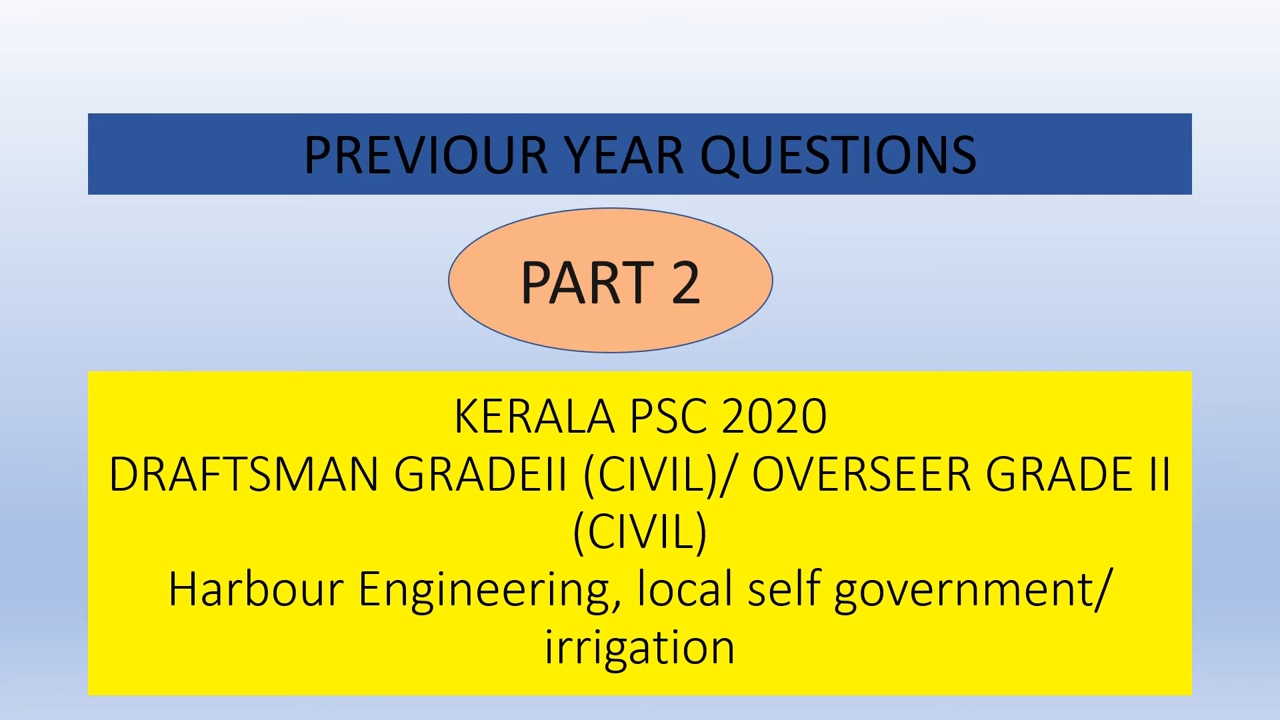 PREVIOUR YEAR QUESTIONS
PART 2
KERALA PSC 2020
DRAFTSMAN GRADEII (CIVIL)/ OVERSEER GRADE II
(CIVIL)
Harbour Engineering, local self government/
irrigation